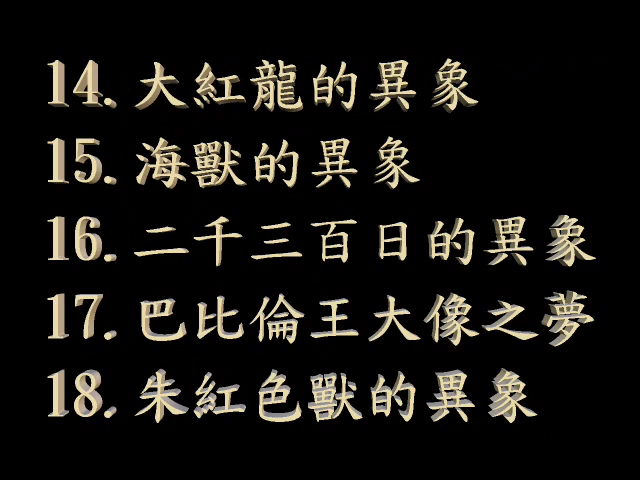 14. 大紅龍的異象
15. 海獸的異象
16. 二千三百日的異象
17. 巴比倫王大像之夢
18. 朱紅色獸的異象